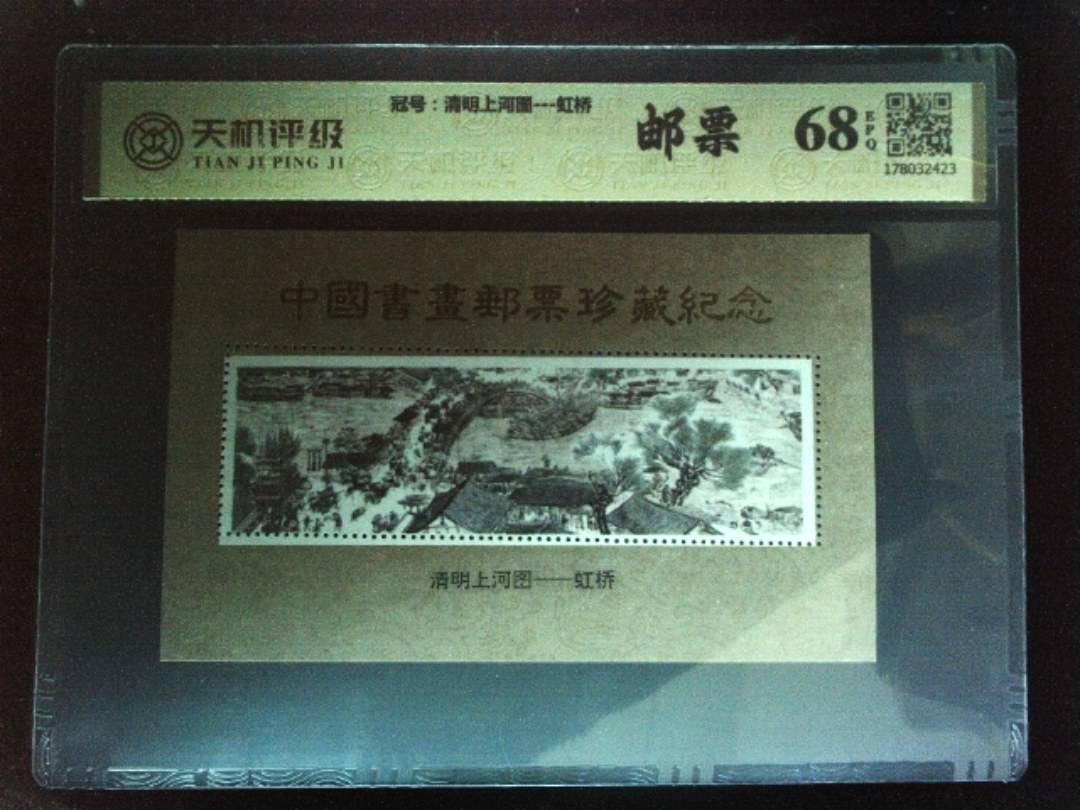 冠号：清明上河图---虹桥
天机评级
TIAN JI PING JI
邮票
68
EPQ
178032423
中國書畫郵票珍藏紀念
清明上河图——虹桥